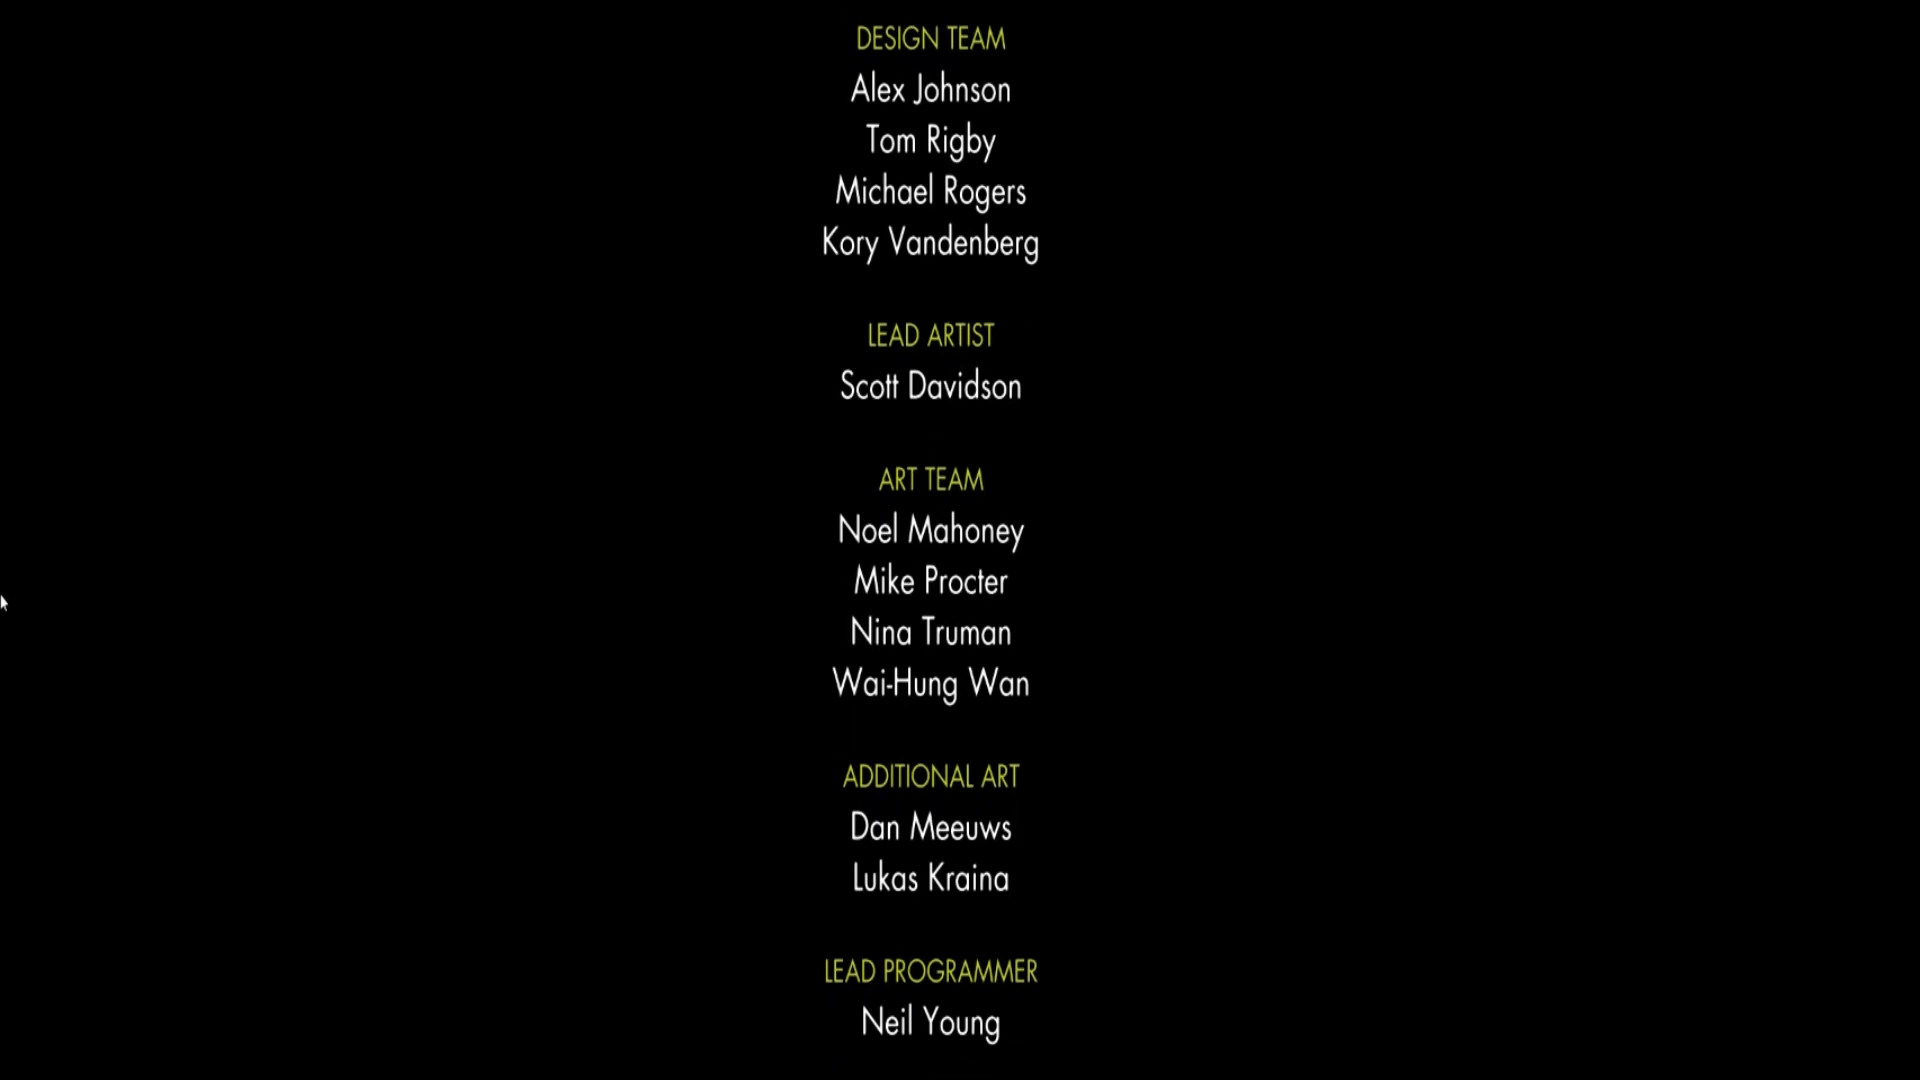 DESIGN TEAM
Alex Johnson
Tom Rigby
Michael Rogers
Kory Vandenberg
LEAD ARTIST
Scott Davidson
ART TEAM
Noel Mahoney
Mike Procter
Nina Truman
Wai-Hung Wan
ADDITIONAL ART
Dan Meeuws
Lukas Kraina
LEAD PROGRAMMER
Neil Young